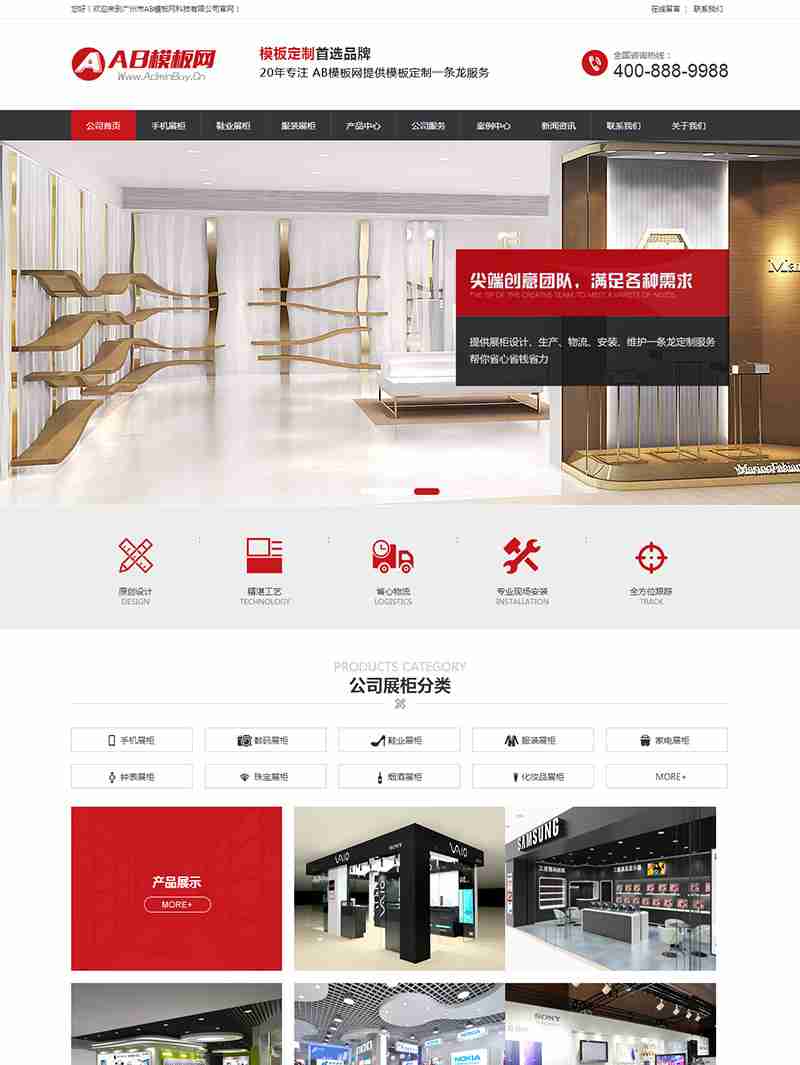 您好！欢迎来到广州市AB模板网科技有限公司官网！
在线留言 | 联系我们
AB模板网
Www.AdminBuy.Cn
模板定制首选品牌
20年专注 AB模板网提供模板定制一条龙服务
全国咨询热线：
400-888-9988
公司首页 手机展柜 鞋业展柜 服装展柜 产品中心 公司服务 案例中心 新闻资讯 联系我们 关于我们
尖端创意团队，满足各种需求
THE TIP OF THE CREATIVE TEAM, TO MEET A VARIETY OF NEEDS
提供展柜设计、生产、物流、安装、维护一条龙定制服务
帮你省心省钱省力
原创设计 精湛工艺 省心物流 专业现场安装 全方位跟踪
DESIGN TECHNOLOGY LOGISTICS INSTALLATION TRACK
PRODUCTS CATEGORY
公司展柜分类
手机展柜 数码展柜 鞋业展柜 服装展柜 家电展柜
钟表展柜 珠宝展柜 烟酒展柜 化妆品展柜 MORE+
产品展示
MORE+
VAIO
SONY
VAIO
VAIO
SAMSUNG
NOKIA
SONY